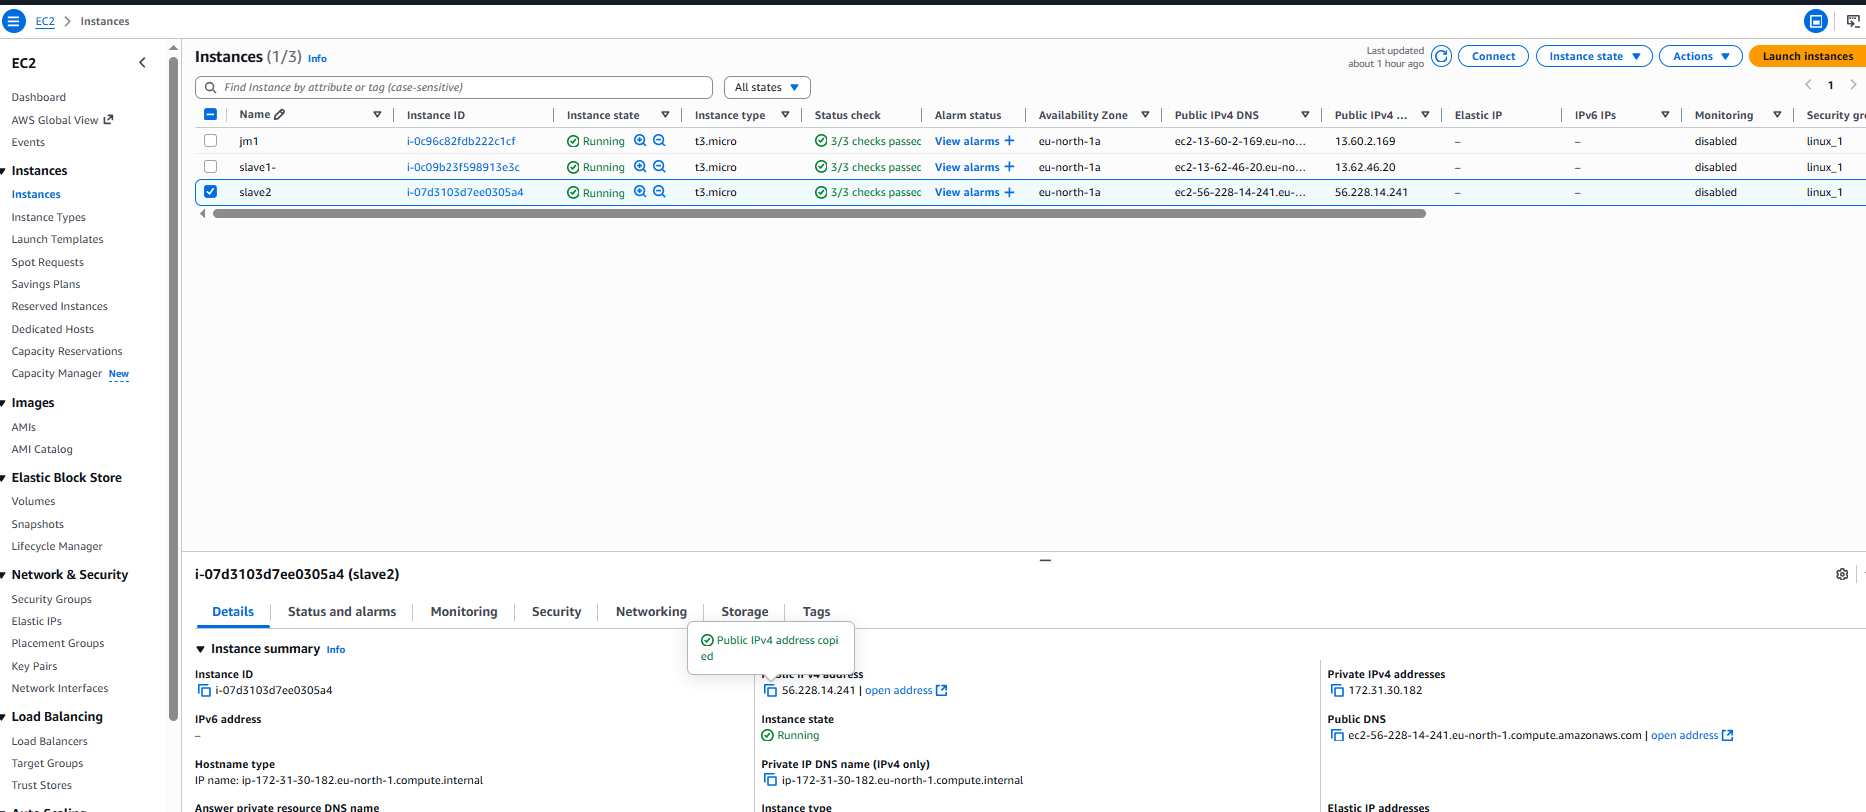 EC2 > Instances
EC2
Dashboard
AWS Global View
Events
Instances
Instances
Instance Types
Launch Templates
Spot Requests
Savings Plans
Reserved Instances
Dedicated Hosts
Capacity Reservations
Capacity Manager New
Images
AMIs
AMI Catalog
Elastic Block Store
Volumes
Snapshots
Lifecycle Manager
Network & Security
Security Groups
Elastic IPs
Placement Groups
Key Pairs
Network Interfaces
Load Balancing
Load Balancers
Target Groups
Trust Stores
Instances (1/3) Info
Last updated
about 1 hour ago
Connect Instance state Actions Launch instances
Find Instance by attribute or tag (case-sensitive) All states
1
Name Instance ID Instance state Instance type Status check Alarm status Availability Zone Public IPv4 DNS Public IPv4 ... Elastic IP IPv6 IPs Monitoring Security gr
jm1 i-0c96c82fdb222c1cf Running t3.micro 3/3 checks passed View alarms + eu-north-1a ec2-13-60-2-169.eu-no... 13.60.2.169 – – disabled linux_1
slave1- i-0c09b23f598913e3c Running t3.micro 3/3 checks passed View alarms + eu-north-1a ec2-13-62-46-20.eu-no... 13.62.46.20 – – disabled linux_1
slave2 i-07d3103d7ee0305a4 Running t3.micro 3/3 checks passed View alarms + eu-north-1a ec2-56-228-14-241.eu-... 56.228.14.241 – – disabled linux_1
i-07d3103d7ee0305a4 (slave2)
Details Status and alarms Monitoring Security Networking Storage Tags
Public IPv4 address copi
ed
Instance summary Info
Instance ID
i-07d3103d7ee0305a4
address
56.228.14.241 | open address
Private IPv4 addresses
172.31.30.182
IPv6 address
–
Instance state
Running
Public DNS
ec2-56-228-14-241.eu-north-1.compute.amazonaws.com | open address
Hostname type
IP name: ip-172-31-30-182.eu-north-1.compute.internal
Private IP DNS name (IPv4 only)
ip-172-31-30-182.eu-north-1.compute.internal
Answer private resource DNS name
Instance type
Elastic IP addresses